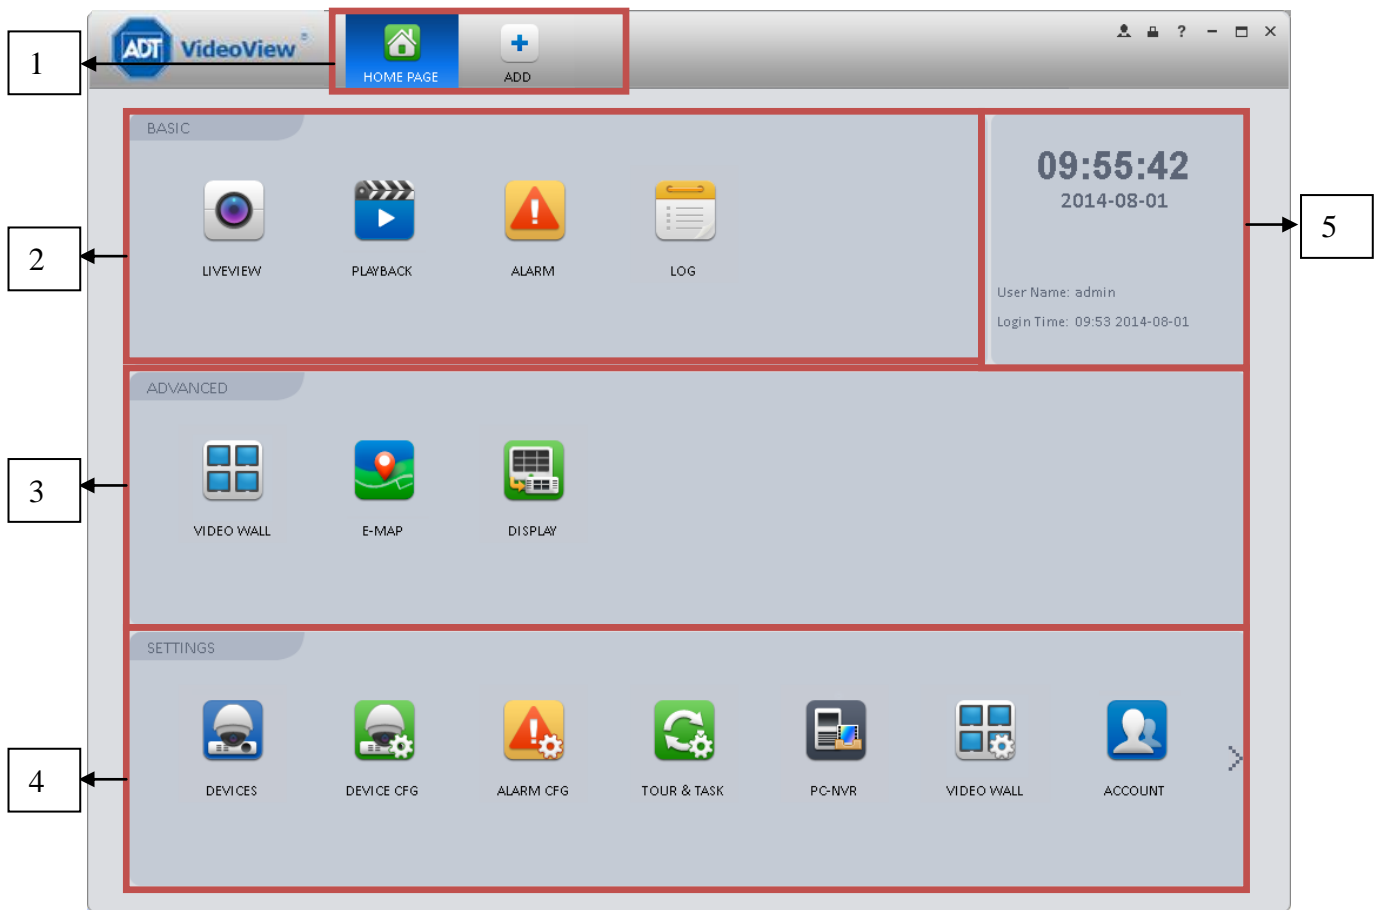 ADT VideoView ®
HOME PAGE ADD
?
1
BASIC
09:55:42
2014-08-01
5
2
LIVEVIEW PLAYBACK ALARM LOG
User Name: admin
Login Time: 09:53 2014-08-01
ADVANCED
3
VIDEO WALL E-MAP DISPLAY
SETTINGS
4
DEVICES DEVICE CFG ALARM CFG TOUR & TASK PC-NVR VIDEO WALL ACCOUNT